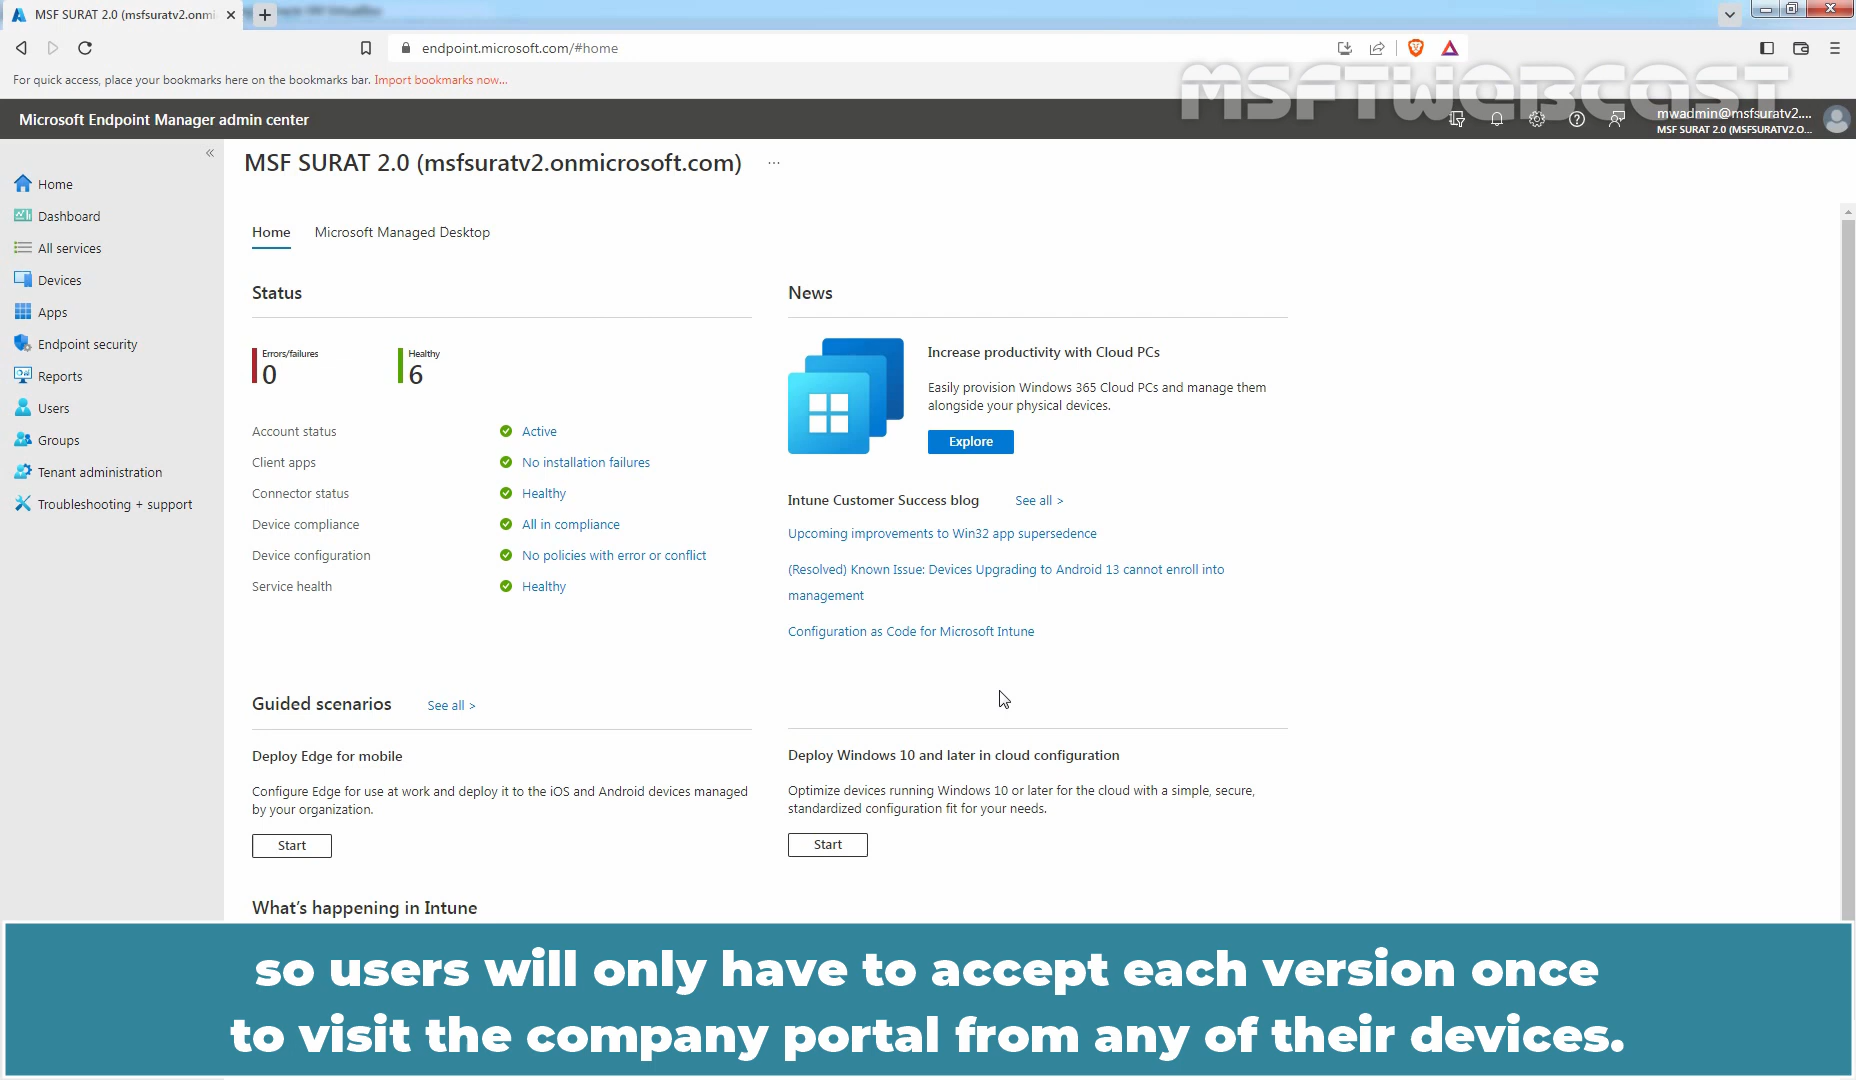 MSF SURAT 2.0 (msfsuratv2.onmi
endpoint.microsoft.com/#home
For quick access, place your bookmarks here on the bookmarks bar. Import bookmarks now...
MSFTWEBCAST
Microsoft Endpoint Manager admin center
mwadmin@msfsuratv2....
MSF SURAT 2.0 (MSFSURATV2.O...
«
MSF SURAT 2.0 (msfsuratv2.onmicrosoft.com) ...
Home
Dashboard
All services
Devices
Apps
Endpoint security
Reports
Users
Groups
Tenant administration
Troubleshooting + support
Home Microsoft Managed Desktop
Status
Errors/failures
0
Healthy
6
Account status Active
Client apps No installation failures
Connector status Healthy
Device compliance All in compliance
Device configuration No policies with error or conflict
Service health Healthy
News
Increase productivity with Cloud PCs
Easily provision Windows 365 Cloud PCs and manage them
alongside your physical devices.
Explore
Intune Customer Success blog See all >
Upcoming improvements to Win32 app supersedence
(Resolved) Known Issue: Devices Upgrading to Android 13 cannot enroll into
management
Configuration as Code for Microsoft Intune
Guided scenarios See all >
Deploy Edge for mobile
Configure Edge for use at work and deploy it to the iOS and Android devices managed
by your organization.
Start
Deploy Windows 10 and later in cloud configuration
Optimize devices running Windows 10 or later for the cloud with a simple, secure,
standardized configuration fit for your needs.
Start
What's happening in Intune
so users will only have to accept each version once
to visit the company portal from any of their devices.